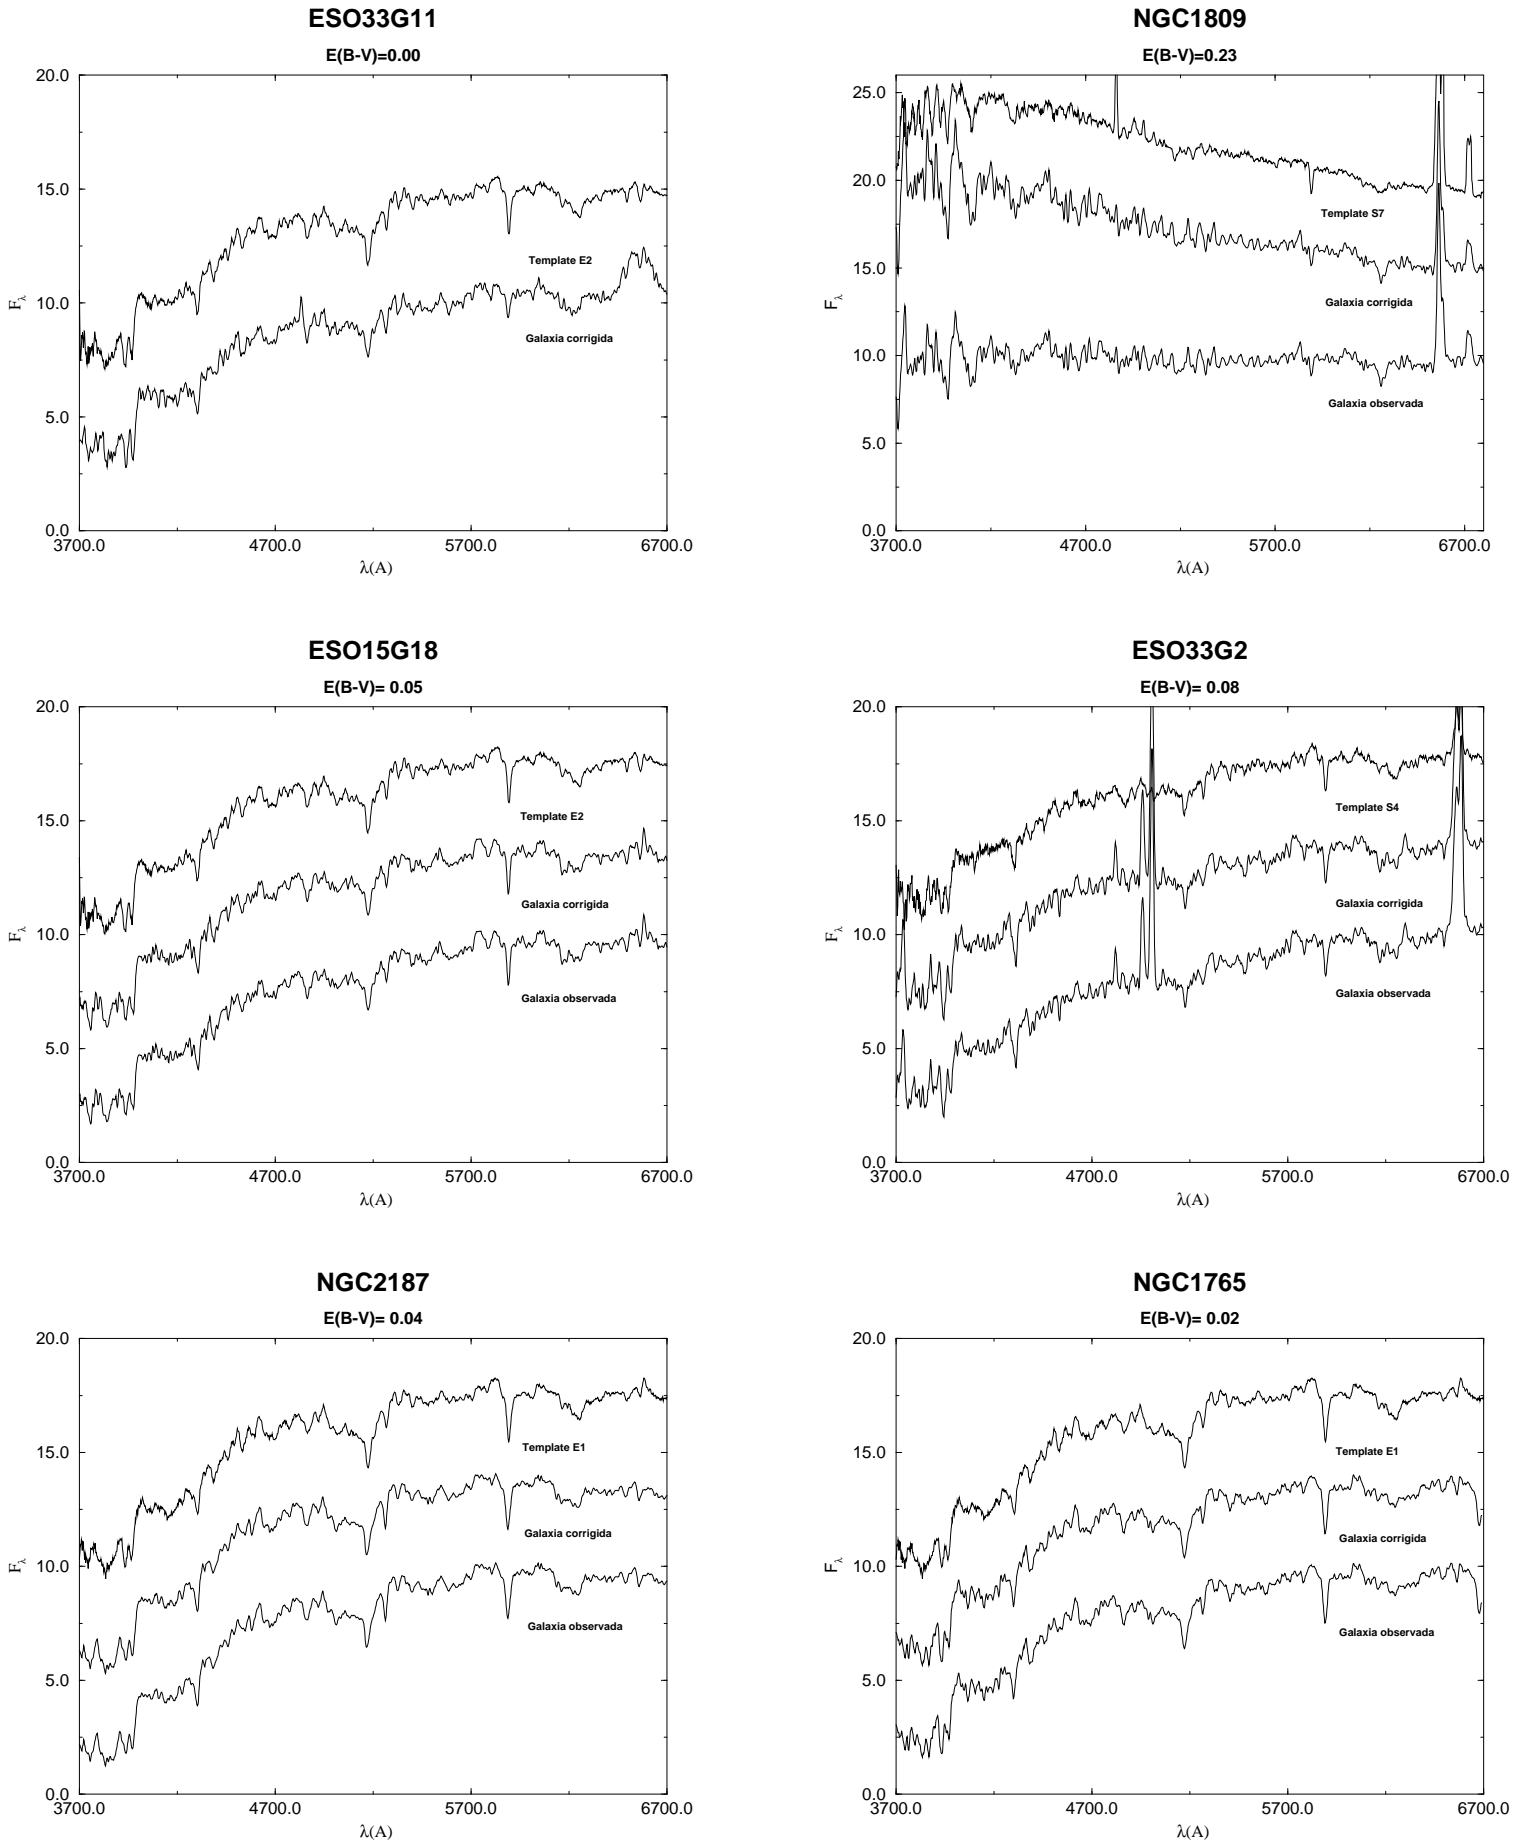 ESO33G11
E(B-V)=0.00
20.0
15.0
10.0
5.0
0.0
Fλ
Template E2
Galaxia corrigida
3700.0 4700.0 5700.0 6700.0
λ(A)
NGC1809
E(B-V)=0.23
25.0
20.0
15.0
10.0
5.0
0.0
F
Template S7
Galaxia corrigida
Galaxia observada
3700.0 4700.0 5700.0 6700.0
λ(A)
ESO15G18
E(B-V)= 0.05
20.0
15.0
10.0
5.0
0.0
Fλ
Template E2
Galaxia corrigida
Galaxia observada
3700.0 4700.0 5700.0 6700.0
λ(A)
ESO33G2
E(B-V)= 0.08
20.0
15.0
10.0
5.0
0.0
Fλ
Template S4
Galaxia corrigida
Galaxia observada
3700.0 4700.0 5700.0 6700.0
λ(A)
NGC2187
E(B-V)= 0.04
20.0
15.0
10.0
5.0
0.0
Fλ
Template E1
Galaxia corrigida
Galaxia observada
3700.0 4700.0 5700.0 6700.0
λ(A)
NGC1765
E(B-V)= 0.02
20.0
15.0
10.0
5.0
0.0
Fλ
Template E1
Galaxia corrigida
Galaxia observada
3700.0 4700.0 5700.0 6700.0
λ(A)